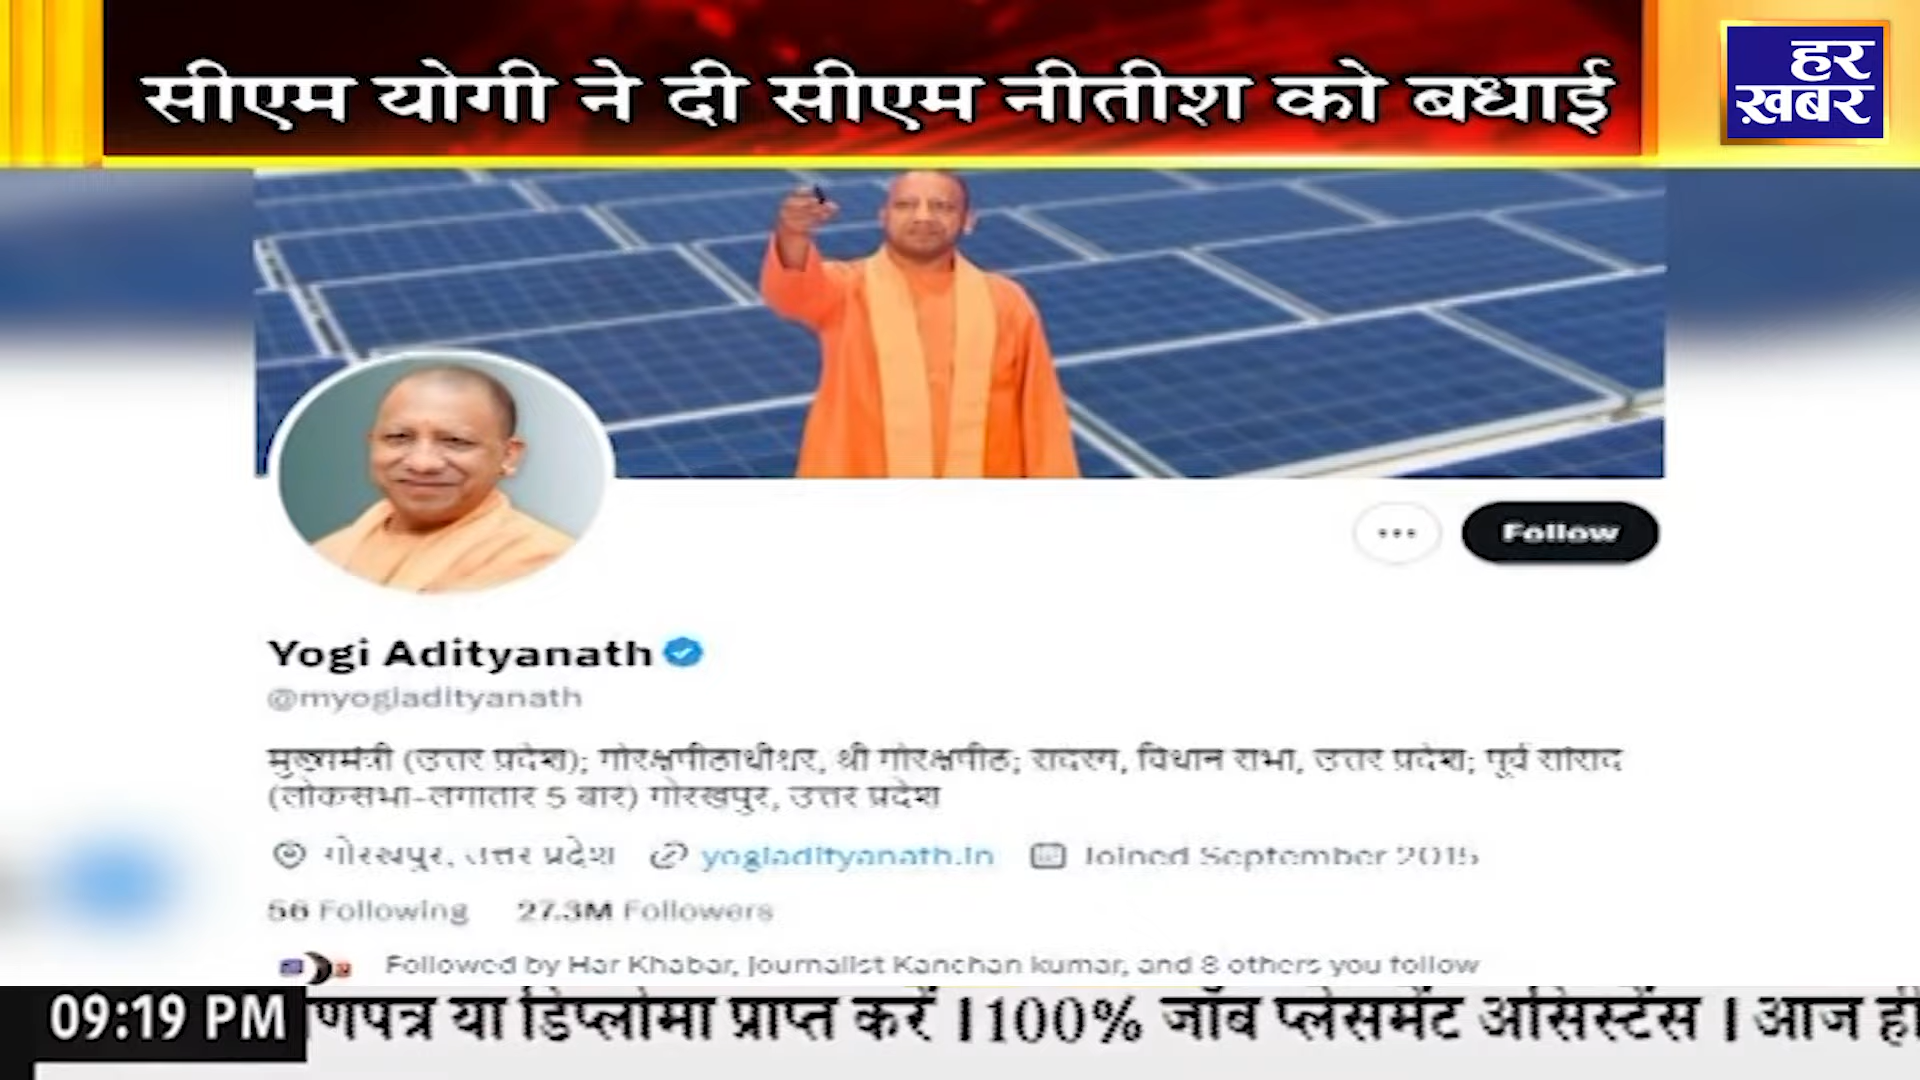 सीएम योगी ने दी सीएम नीतीश को बधाई
हर
ख़बर
Follow
Yogi Adityanath
@myogiadityanath
मुख्यमंत्री (उत्तर प्रदेश); गोरक्षपीठाधीश्वर, श्री गोरक्षपीठ; सदस्य, विधान सभा, उत्तर प्रदेश; पूर्व सांसद
(लोकसभा-लगातार 5 बार) गोरखपुर, उत्तर प्रदेश
गोरखपुर, उत्तर प्रदेश yogiadityanath.in Joined September 2015
56 Following 27.3M Followers
Followed by Har Khabar, Journalist Kanchan kumar, and 8 others you follow
09:19 PM णपत्र या डिप्लोमा प्राप्त करें ।100% जॉब प्लेसमेंट असिस्टेंस । आज ही